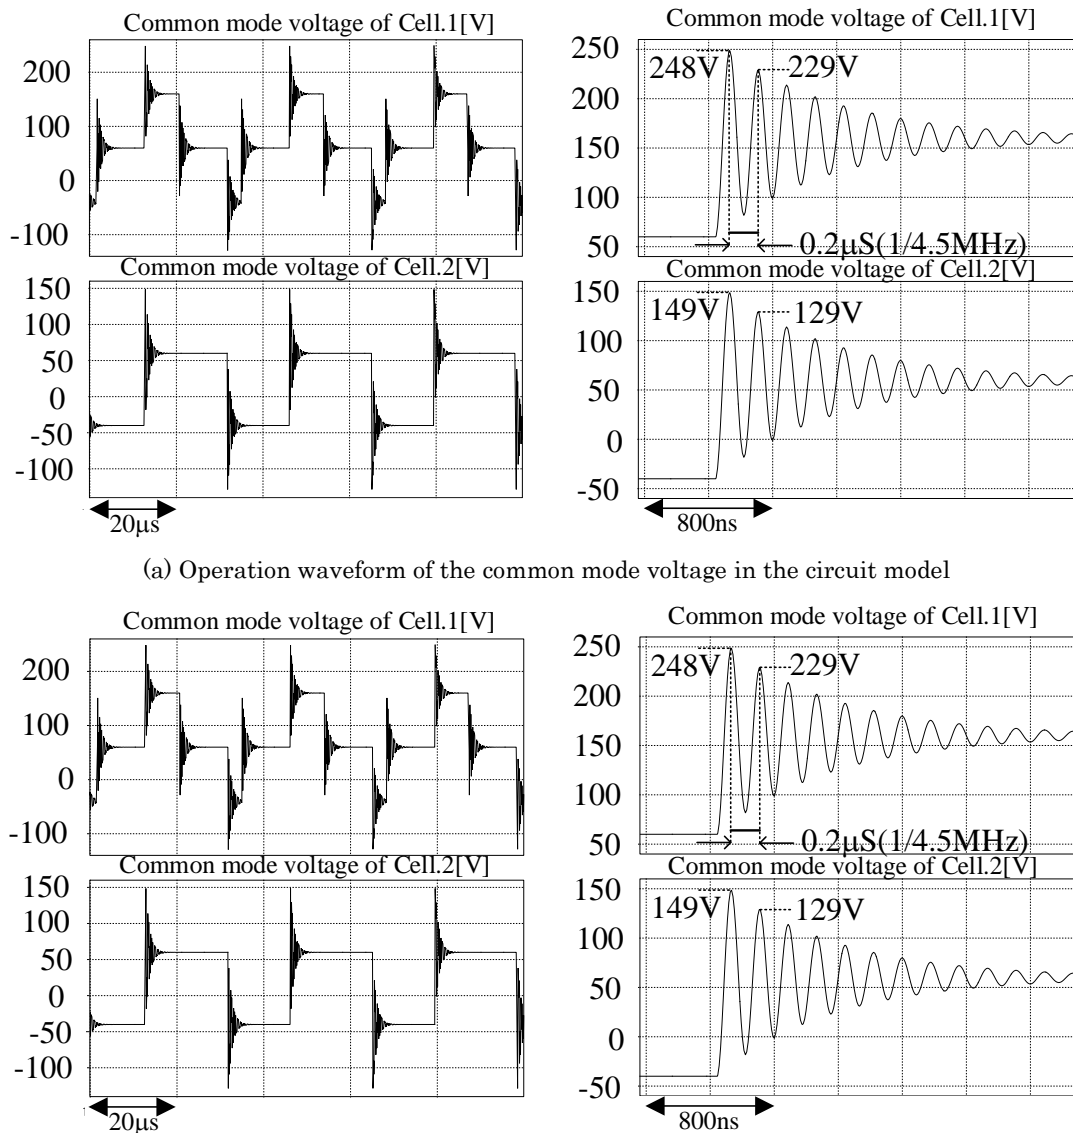 Common mode voltage of Cell.1[V]
200
100
0
-100
Common mode voltage of Cell.2[V]
150
100
50
0
-50
-100
20μs
Common mode voltage of Cell.1[V]
250
200
150
100
50
248V
229V
0.2μS(1/4.5MHz)
Common mode voltage of Cell.2[V]
150
100
50
0
-50
149V
129V
800ns
(a) Operation waveform of the common mode voltage in the circuit model
Common mode voltage of Cell.1[V]
200
100
0
-100
Common mode voltage of Cell.2[V]
150
100
50
0
-50
-100
20μs
Common mode voltage of Cell.1[V]
250
200
150
100
50
248V
229V
0.2μS(1/4.5MHz)
Common mode voltage of Cell.2[V]
150
100
50
0
-50
149V
129V
800ns